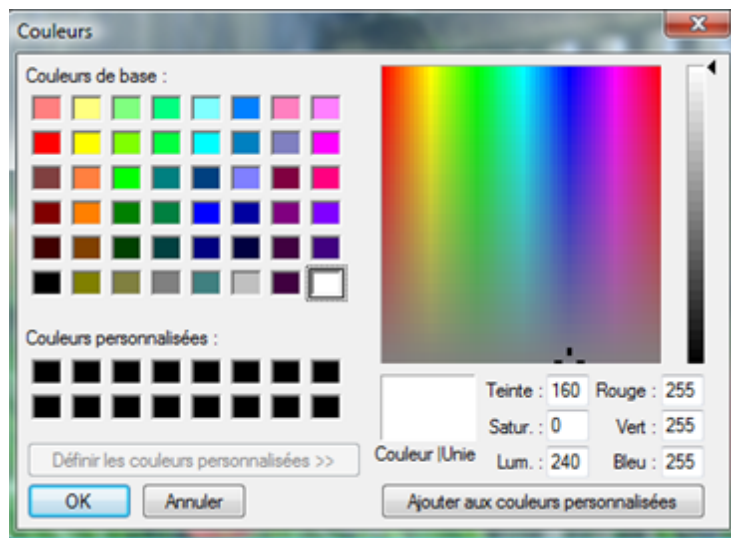 Couleurs
Couleurs de base :
Couleurs personnalisées :
Définir les couleurs personnalisées >>
OK
Annuler
Couleur |Unie
Teinte : 160
Rouge : 255
Satur. : 0
Vert : 255
Lum. : 240
Bleu : 255
Ajouter aux couleurs personnalisées